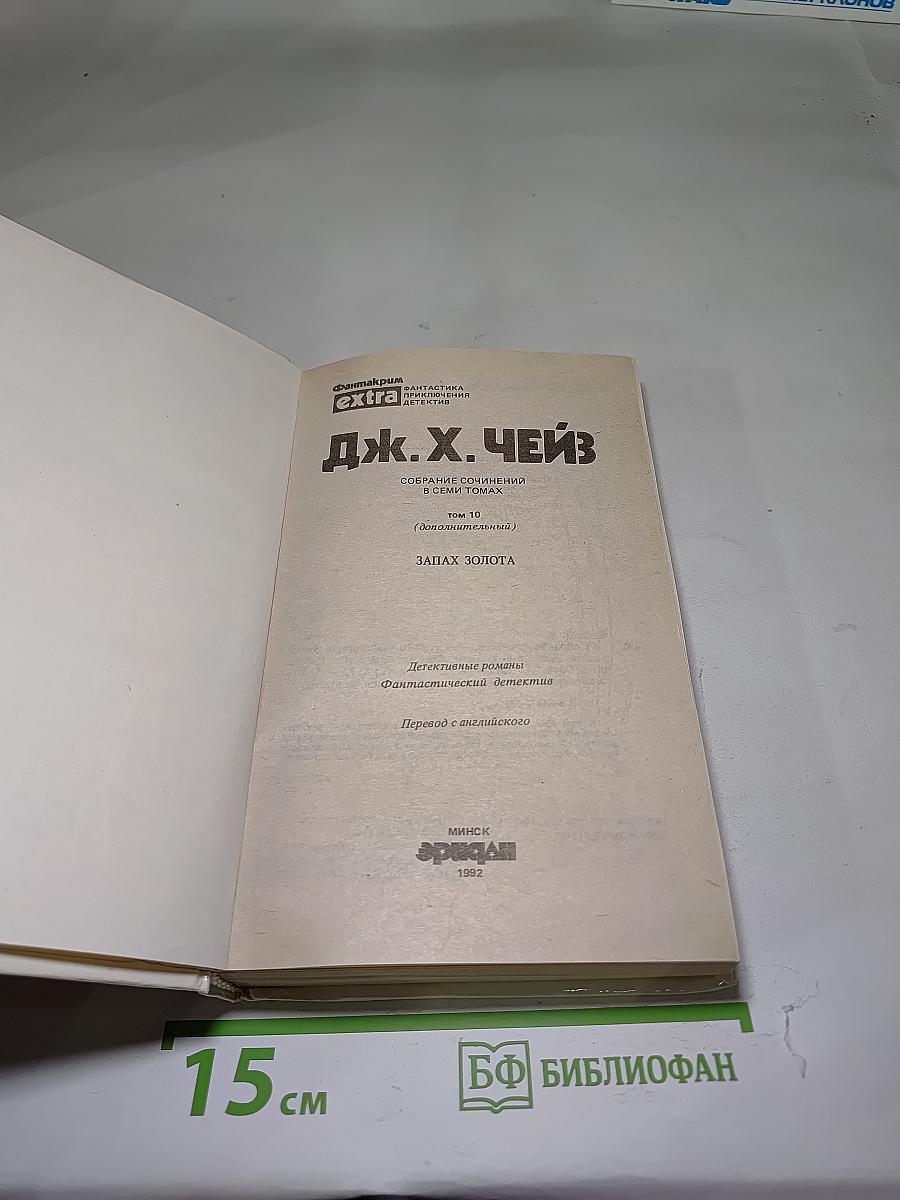 Фантакрим
extra
ФАНТАСТИКА
ПРИКЛЮЧЕНИЯ
ДЕТЕКТИВ
ДЖ. Х. ЧЕЙЗ
СОБРАНИЕ СОЧИНЕНИЙ
В СЕМИ ТОМАХ
том 10
(дополнительный)
ЗАПАХ ЗОЛОТА
Детективные романы
Фантастический детектив
Перевод с английского
МИНСК
эридан
1992
15 см
БФ БИБЛИОФАН